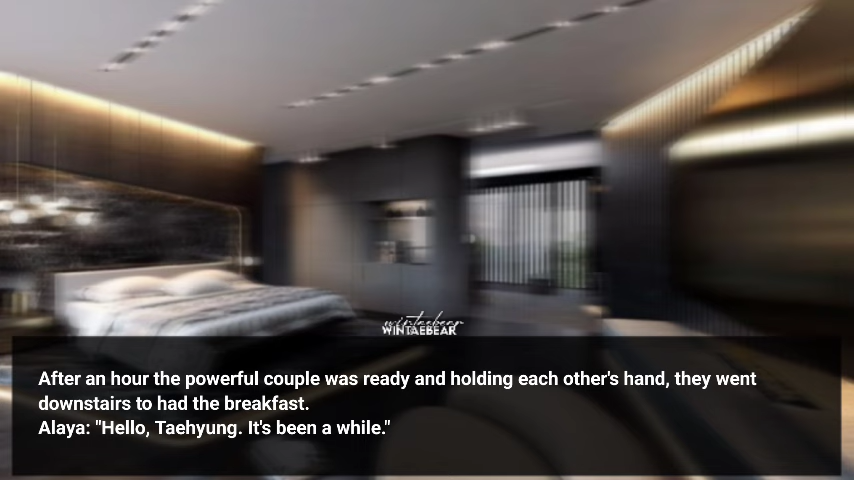 wintaebear
WINTAEBEAR
After an hour the powerful couple was ready and holding each other's hand, they went
downstairs to had the breakfast.
Alaya: "Hello, Taehyung. It's been a while."